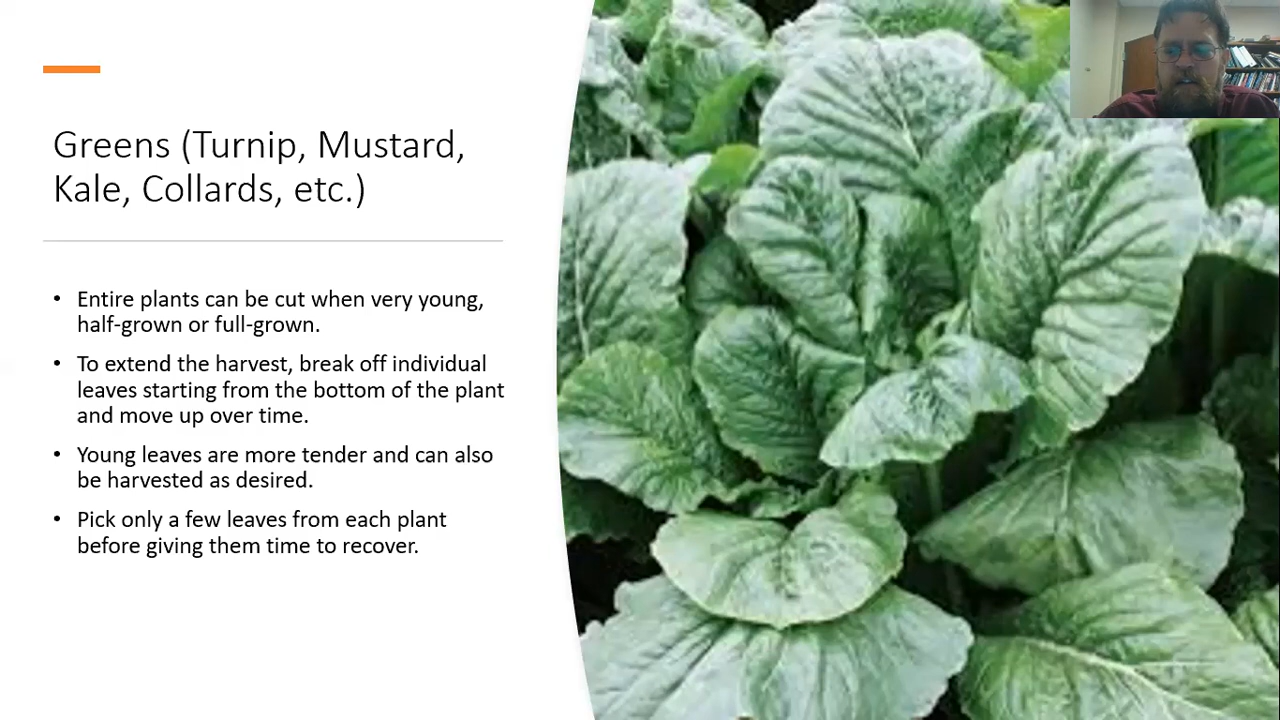 Greens (Turnip, Mustard,
Kale, Collards, etc.)
• Entire plants can be cut when very young,
half-grown or full-grown.
• To extend the harvest, break off individual
leaves starting from the bottom of the plant
and move up over time.
• Young leaves are more tender and can also
be harvested as desired.
• Pick only a few leaves from each plant
before giving them time to recover.